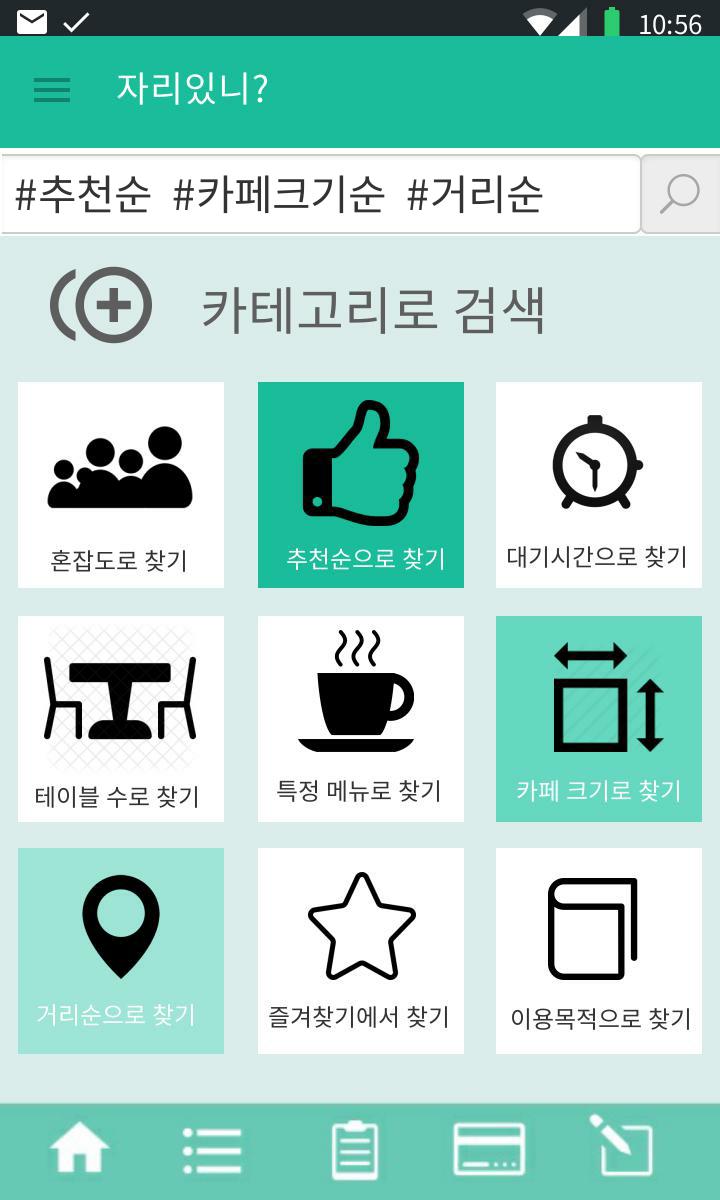 10:56
자리있니?
#추천순 #카페크기순 #거리순
카테고리로 검색
혼잡도로 찾기
추천순으로 찾기
대기시간으로 찾기
테이블 수로 찾기
특정 메뉴로 찾기
카페 크기로 찾기
거리순으로 찾기
즐겨찾기에서 찾기
이용목적으로 찾기